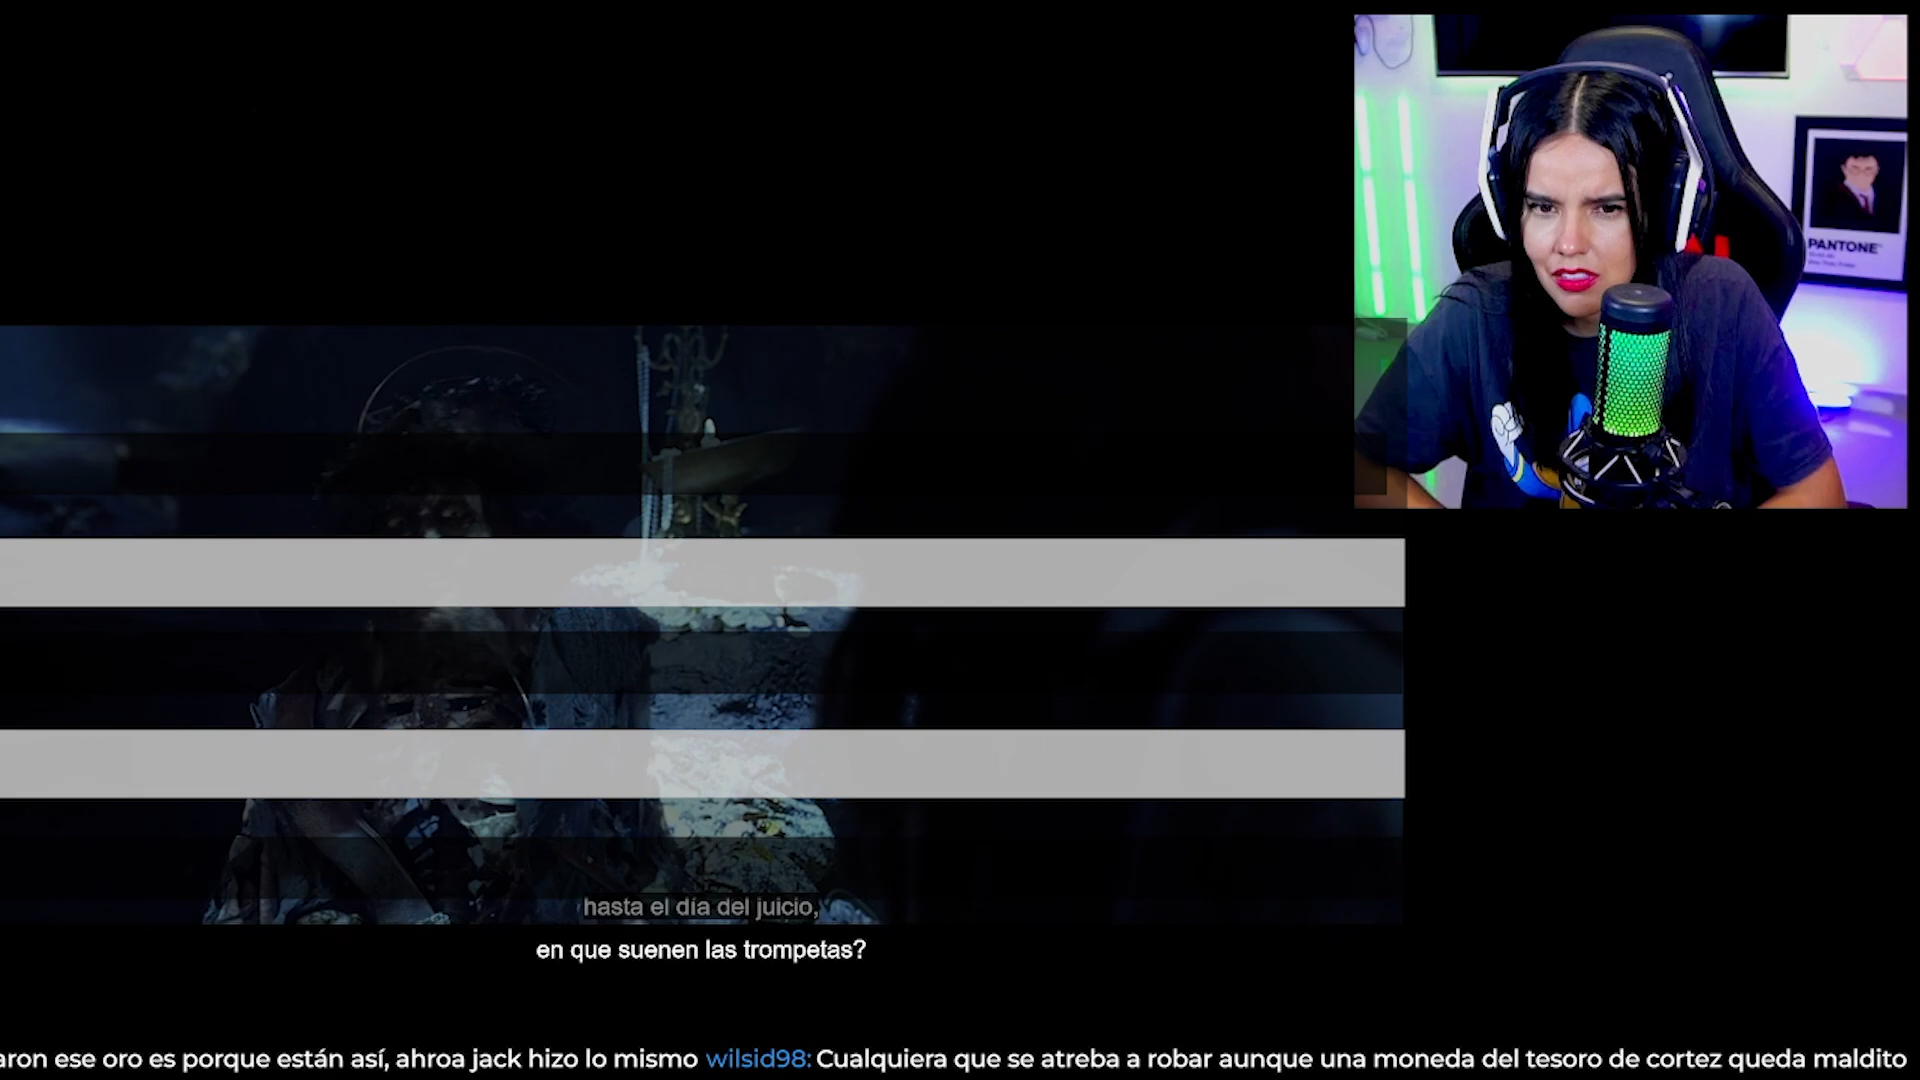 PANTONE
hasta el día del juicio,
en que suenen las trompetas?
aron ese oro es porque están así, ahroa jack hizo lo mismo wilsid98: Cualquiera que se atreba a robar aunque una moneda del tesoro de cortez queda maldito